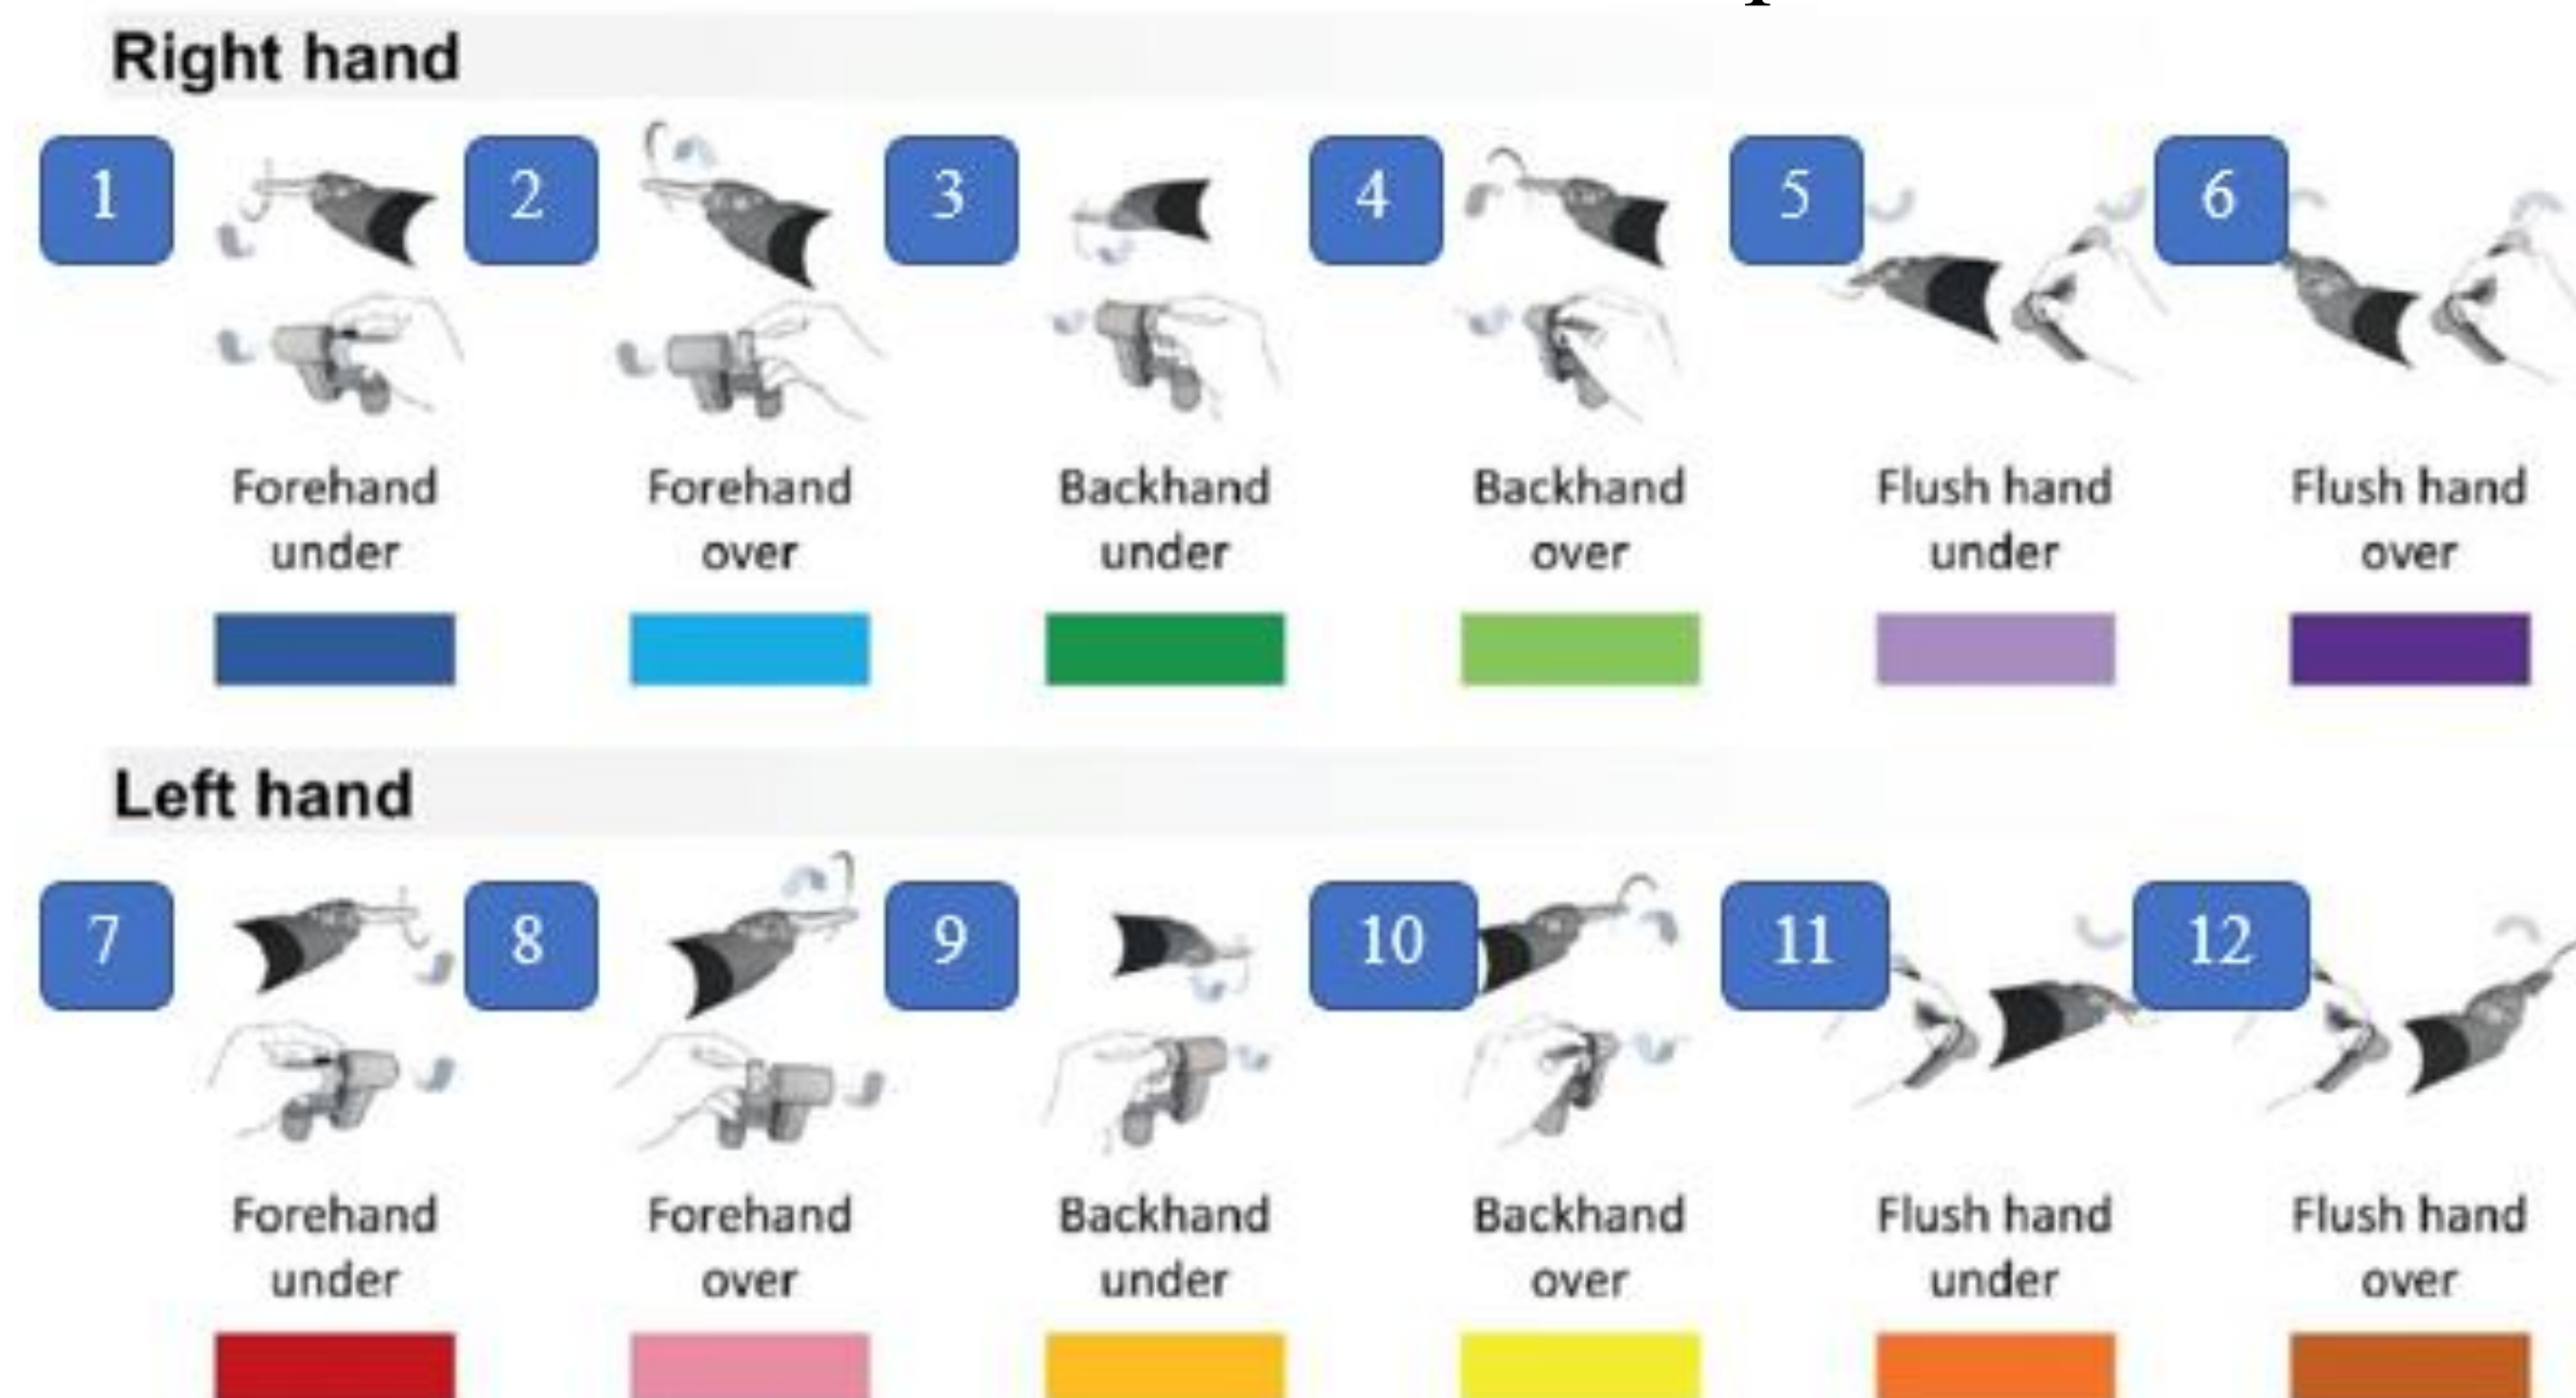 Right hand
1 2 3 4 5 6
Forehand Forehand Backhand Backhand Flush hand Flush hand
under over under over under over
Left hand
7 8 9 10 11 12
Forehand Forehand Backhand Backhand Flush hand Flush hand
under over under over under over